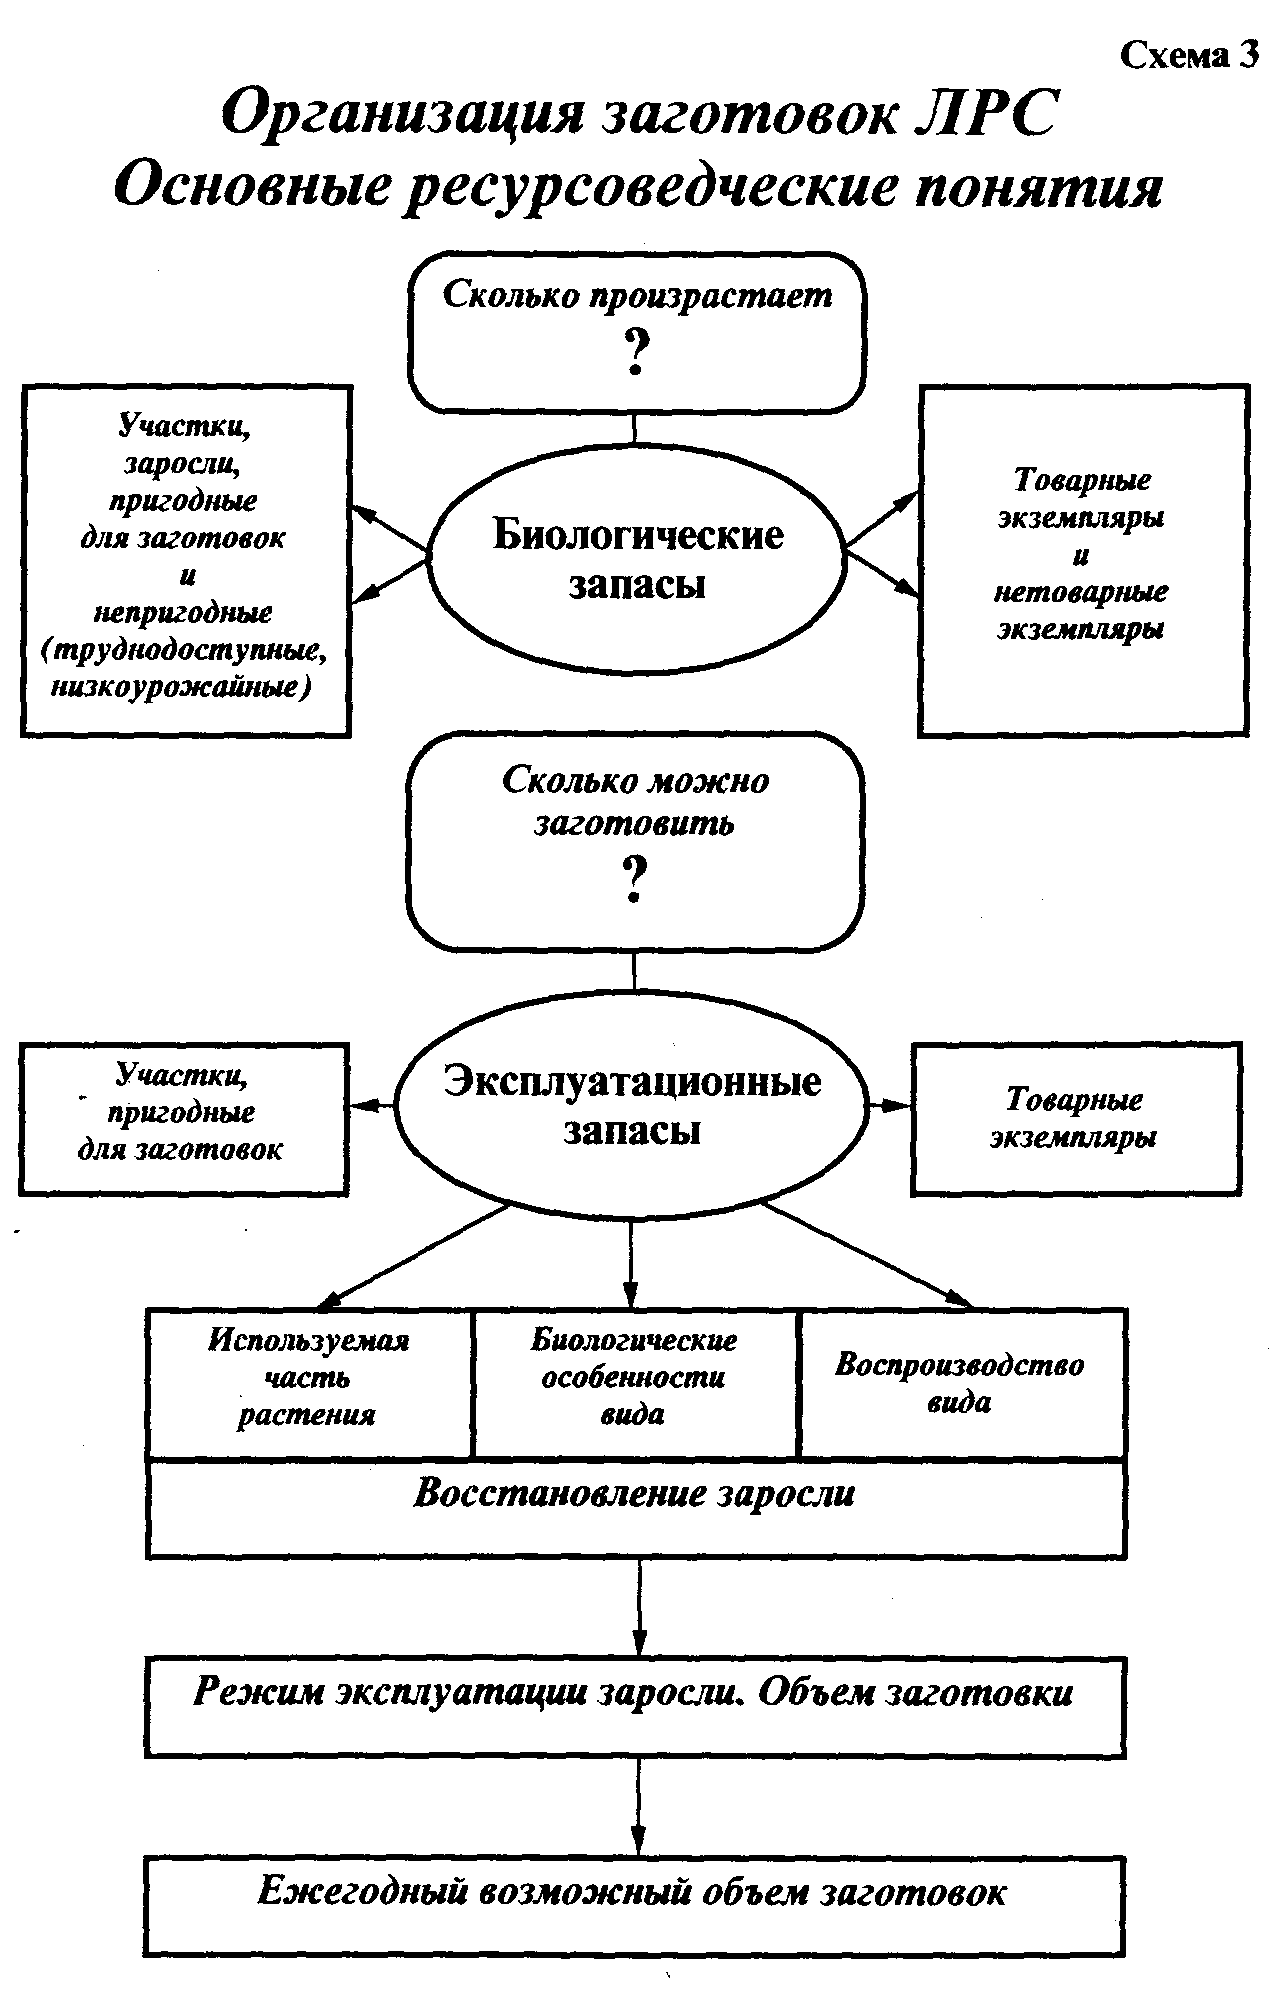 Схема 3
Организация заготовок ЛРС
Основные ресурсоведческие понятия
Сколько произрастает
?
Участки,
заросли,
пригодные
для заготовок
и
непригодные
(труднодоступные,
низкоурожайные)
Биологические
запасы
Товарные
экземпляры
и
нетоварные
экземпляры
Сколько можно
заготовить
?
Участки,
пригодные
для заготовок
Эксплуатационные
запасы
Товарные
экземпляры
Используемая
часть
растения
Биологические
особенности
вида
Воспроизводство
вида
Восстановление заросли
Режим эксплуатации заросли. Объем заготовки
Ежегодный возможный объем заготовок